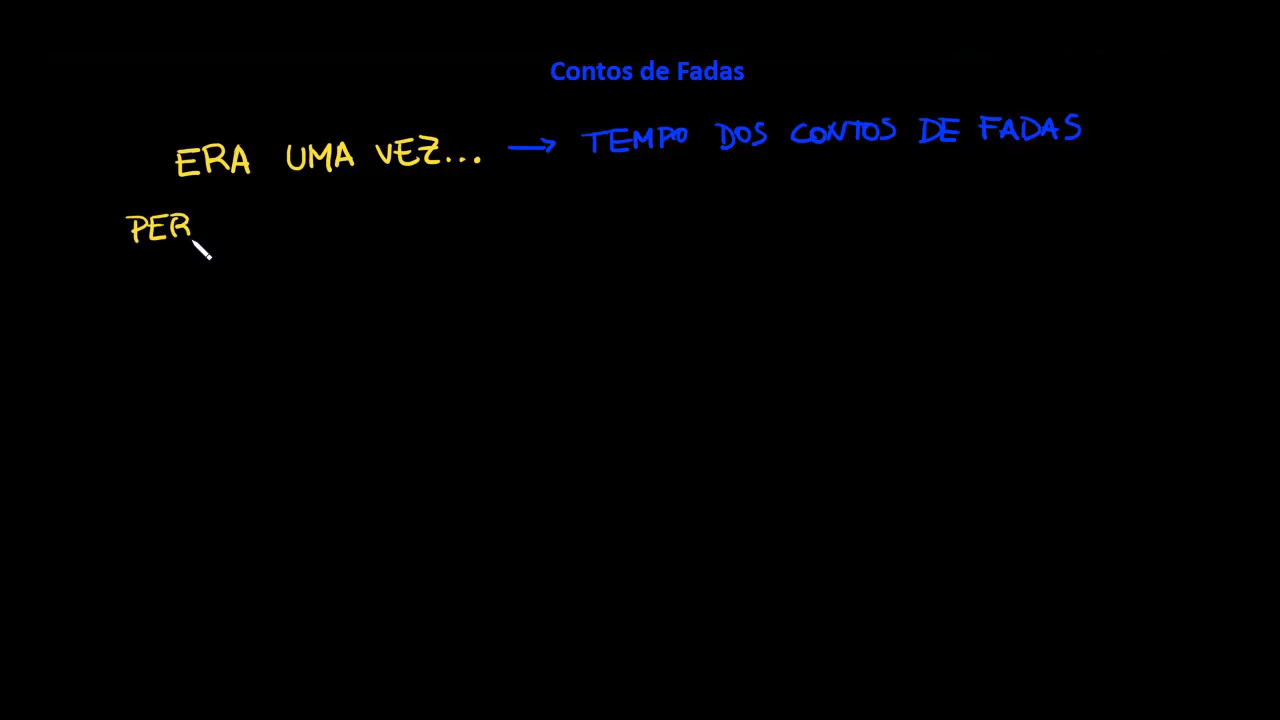 Contos de Fadas
ERA UMA VEZ... → TEMPO DOS CONTOS DE FADAS
PER